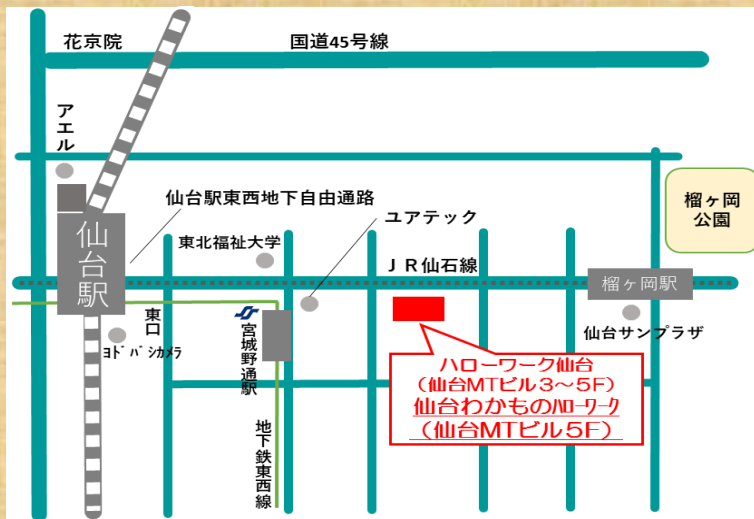 花京院
国道45号線
アエル
仙台駅東西地下自由通路
ユアテック
榴ヶ岡
公園
仙台駅
東北福祉大学
JR仙石線
榴ヶ岡駅
東口
ヨドバシカメラ
宮城野通駅
仙台サンプラザ
ハローワーク仙台
(仙台MTビル3～5F)
仙台わかものハローワーク
(仙台MTビル5F)
地下鉄東西線